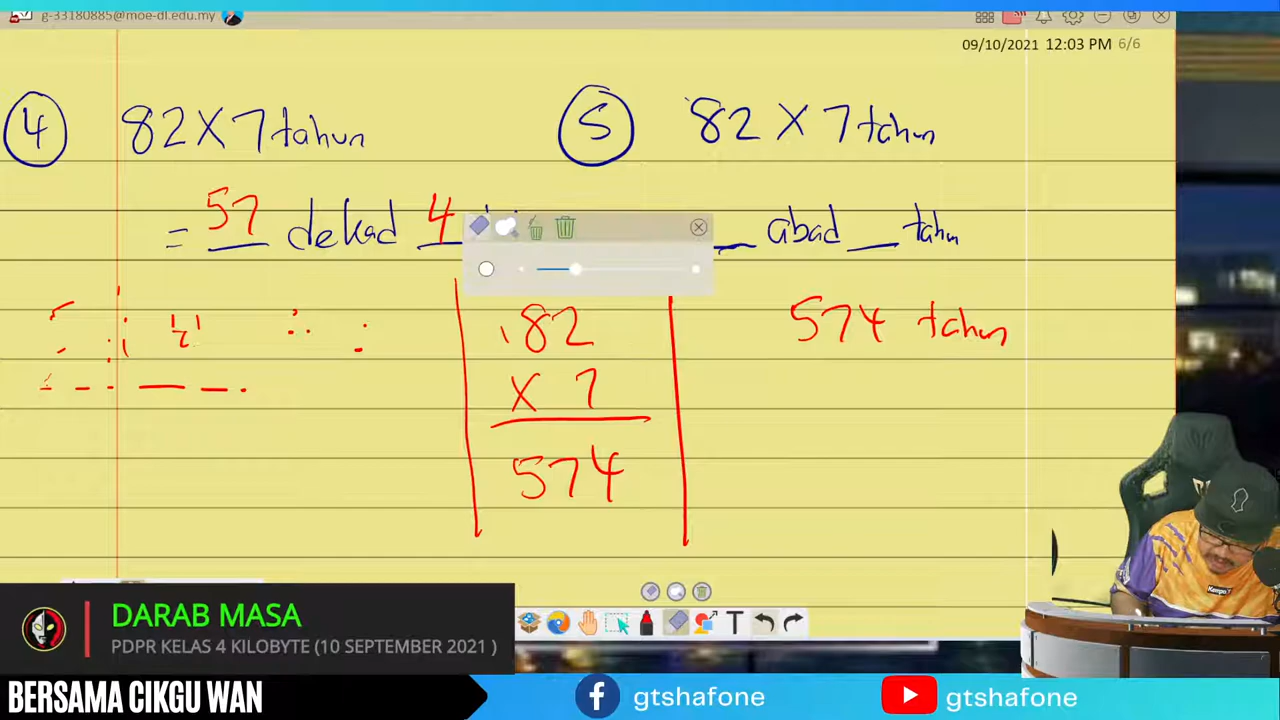 g-33180885@moe-dl.edu.my
09/10/2021 12:03 PM 6/6
④ 82 X 7 tahun
= 57 dekad 4
⑤ 82 X 7 tahun
__ abad __ tahun
82
X 7
574
574 tahun
DARAB MASA
PDPR KELAS 4 KILOBYTE (10 SEPTEMBER 2021 )
BERSAMA CIKGU WAN
gtshafone
gtshafone